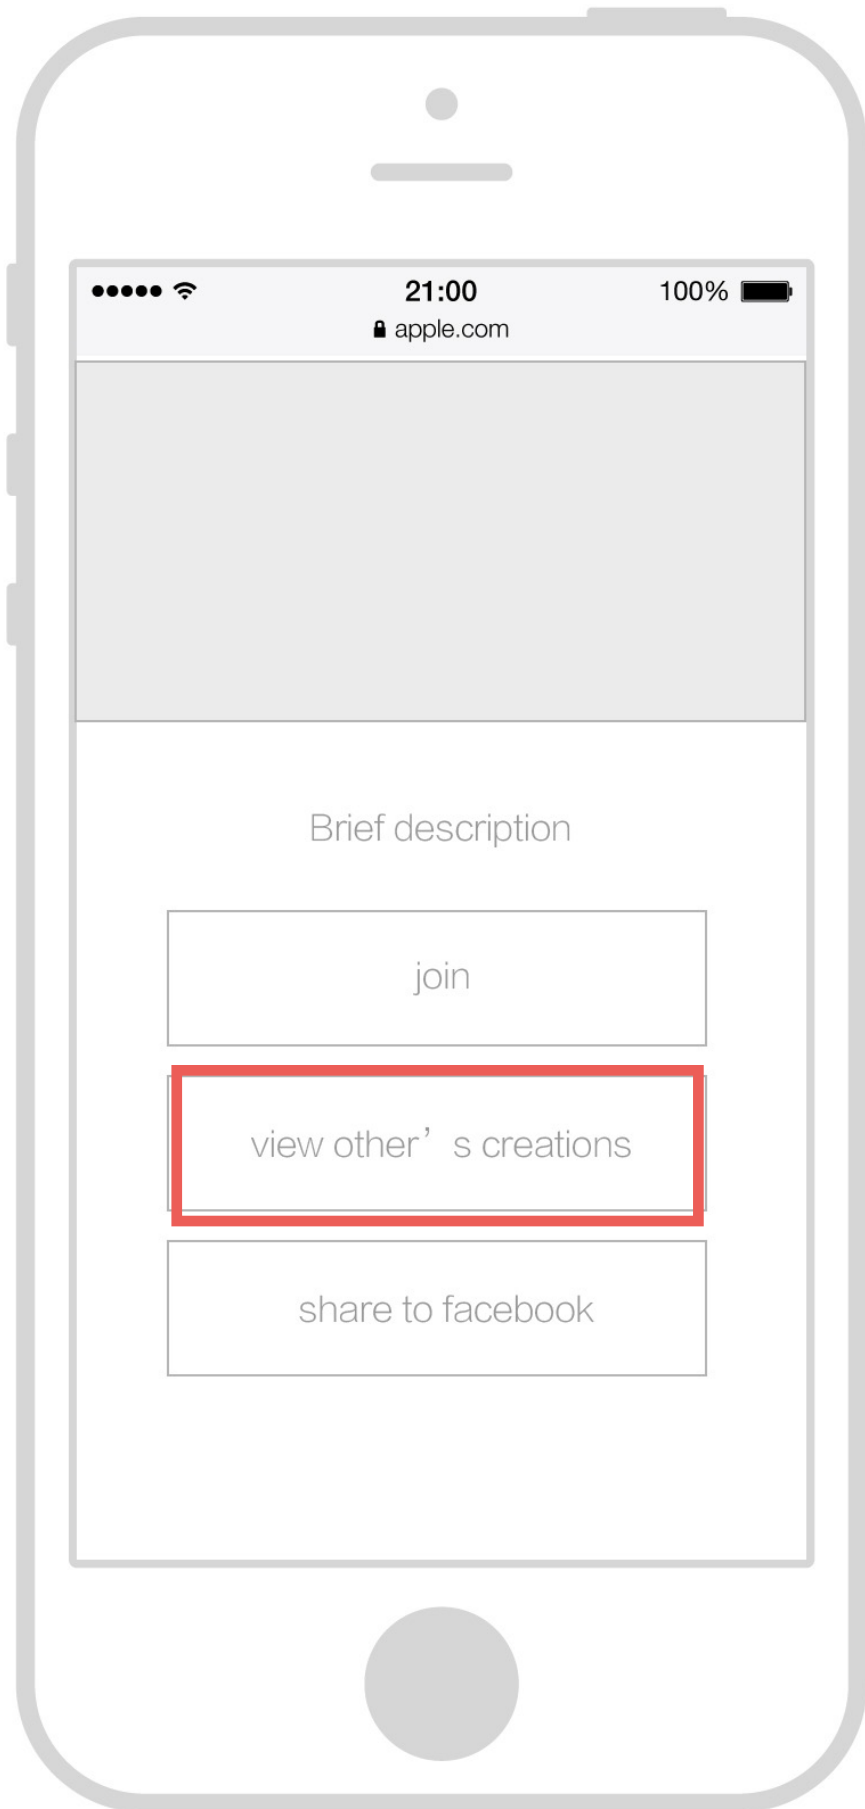 21:00 100%
apple.com
Brief description
join
view other’ s creations
share to facebook